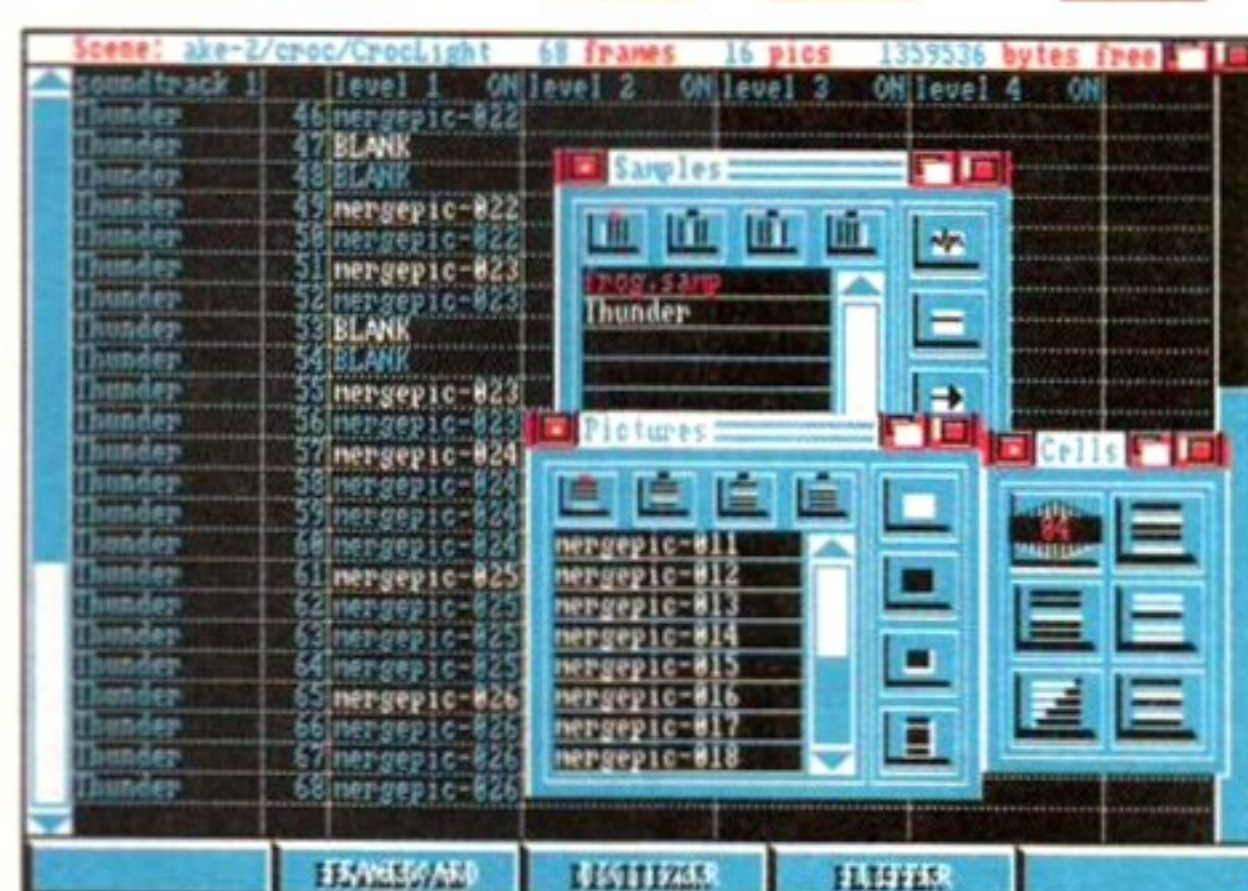 Scene: ake-2/croc/CrocLight 68 frames 16 pics 1359536 bytes free
soundtrack 1 level 1 ON level 2 ON level 3 ON level 4 ON
Thunder 46 mergepic-022
Thunder 47 BLANK
Thunder 48 BLANK
Thunder 49 mergepic-022
Thunder 50 mergepic-022
Thunder 51 mergepic-023
Thunder 52 mergepic-023
Thunder 53 BLANK
Thunder 54 BLANK
Thunder 55 mergepic-023
Thunder 56 mergepic-023
Thunder 57 mergepic-024
Thunder 58 mergepic-024
Thunder 59 mergepic-024
Thunder 60 mergepic-024
Thunder 61 mergepic-025
Thunder 62 mergepic-025
Thunder 63 mergepic-025
Thunder 64 mergepic-025
Thunder 65 mergepic-026
Thunder 66 mergepic-026
Thunder 67 mergepic-026
Thunder 68 mergepic-026
Samples
frog.samp
Thunder
Pictures
mergepic-011
mergepic-012
mergepic-013
mergepic-014
mergepic-015
mergepic-016
mergepic-017
mergepic-018
Cells
04
FRAMEBOARD DIGITIZER FLIPPER